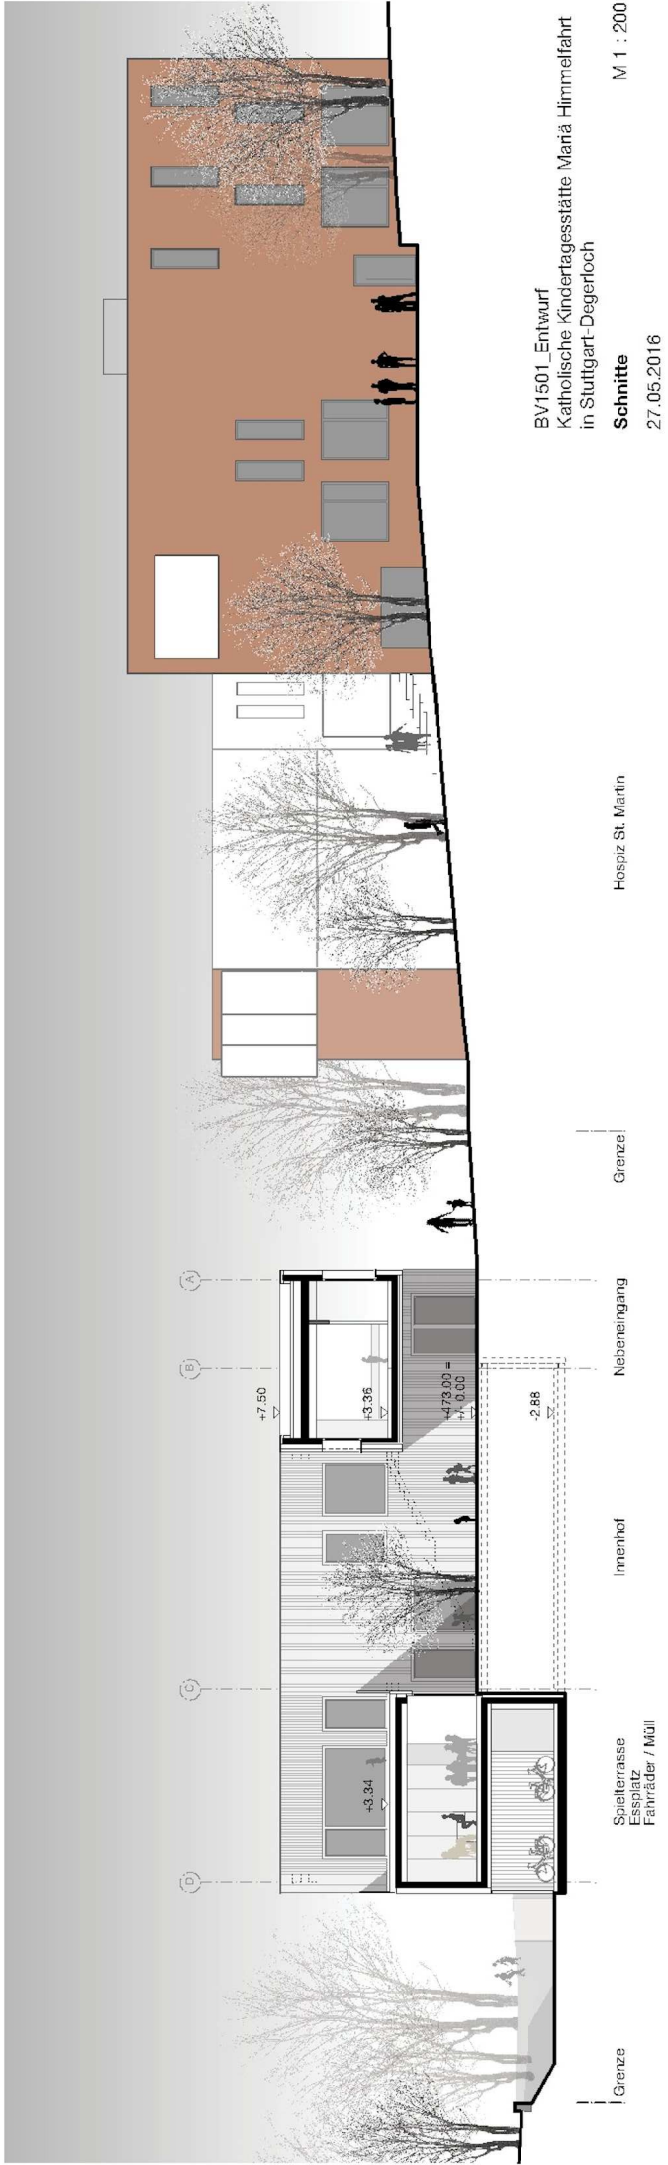 D
C
B
A
+7.50
+3.36
+3.34
+473.00 =
+/- 0.00
-2.88
Grenze
Spielterrasse
Essplatz
Fahrräder / Müll
Innenhof
Nebeneingang
Grenze
Hospiz St. Martin
BV1501_Entwurf
Katholische Kindertagesstätte Mariä Himmelfahrt
in Stuttgart-Degerloch
Schnitte M 1 : 200
27.05.2016